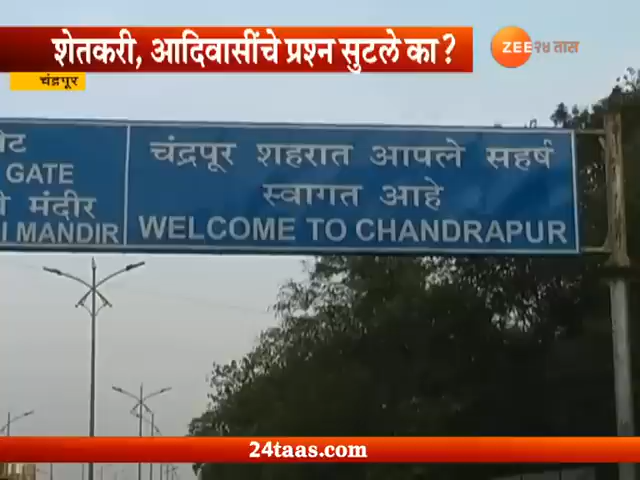 शेतकरी, आदिवासींचे प्रश्न सुटले का?
ZEE २४ तास
चंद्रपूर
चंद्रपूर शहरात आपले सहर्ष
स्वागत आहे
WELCOME TO CHANDRAPUR
GATE
मंदीर
MANDIR
24taas.com